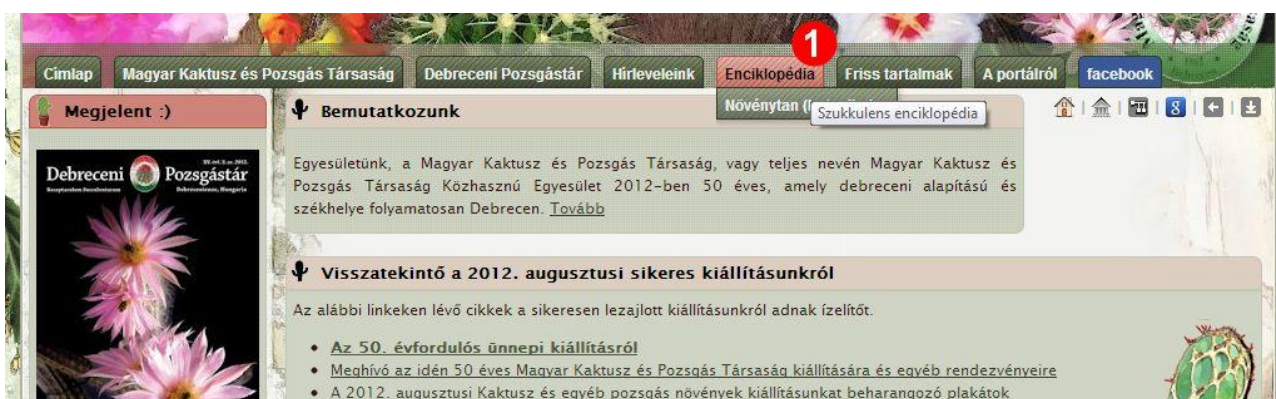 1
Címlap
Magyar Kaktusz és Pozsgás Társaság
Debreceni Pozsgástár
Hírleveleink
Enciklopédia
Friss tartalmak
A portálról
facebook
Növénytan
Szukkulens enciklopédia
Megjelent :)
Debreceni Pozsgástár
Bemutatkozunk
Egyesületünk, a Magyar Kaktusz és Pozsgás Társaság, vagy teljes nevén Magyar Kaktusz és
Pozsgás Társaság Közhasznú Egyesület 2012-ben 50 éves, amely debreceni alapítású és
székhelye folyamatosan Debrecen. Tovább
Visszatekintő a 2012. augusztusi sikeres kiállításunkról
Az alábbi linkeken lévő cikkek a sikeresen lezajlott kiállításunkról adnak ízelítőt.
• Az 50. évfordulós ünnepi kiállításról
• Meghívó az idén 50 éves Magyar Kaktusz és Pozsgás Társaság kiállítására és egyéb rendezvényeire
• A 2012. augusztusi Kaktusz és egyéb pozsgás növények kiállításunkat beharangozó plakátok